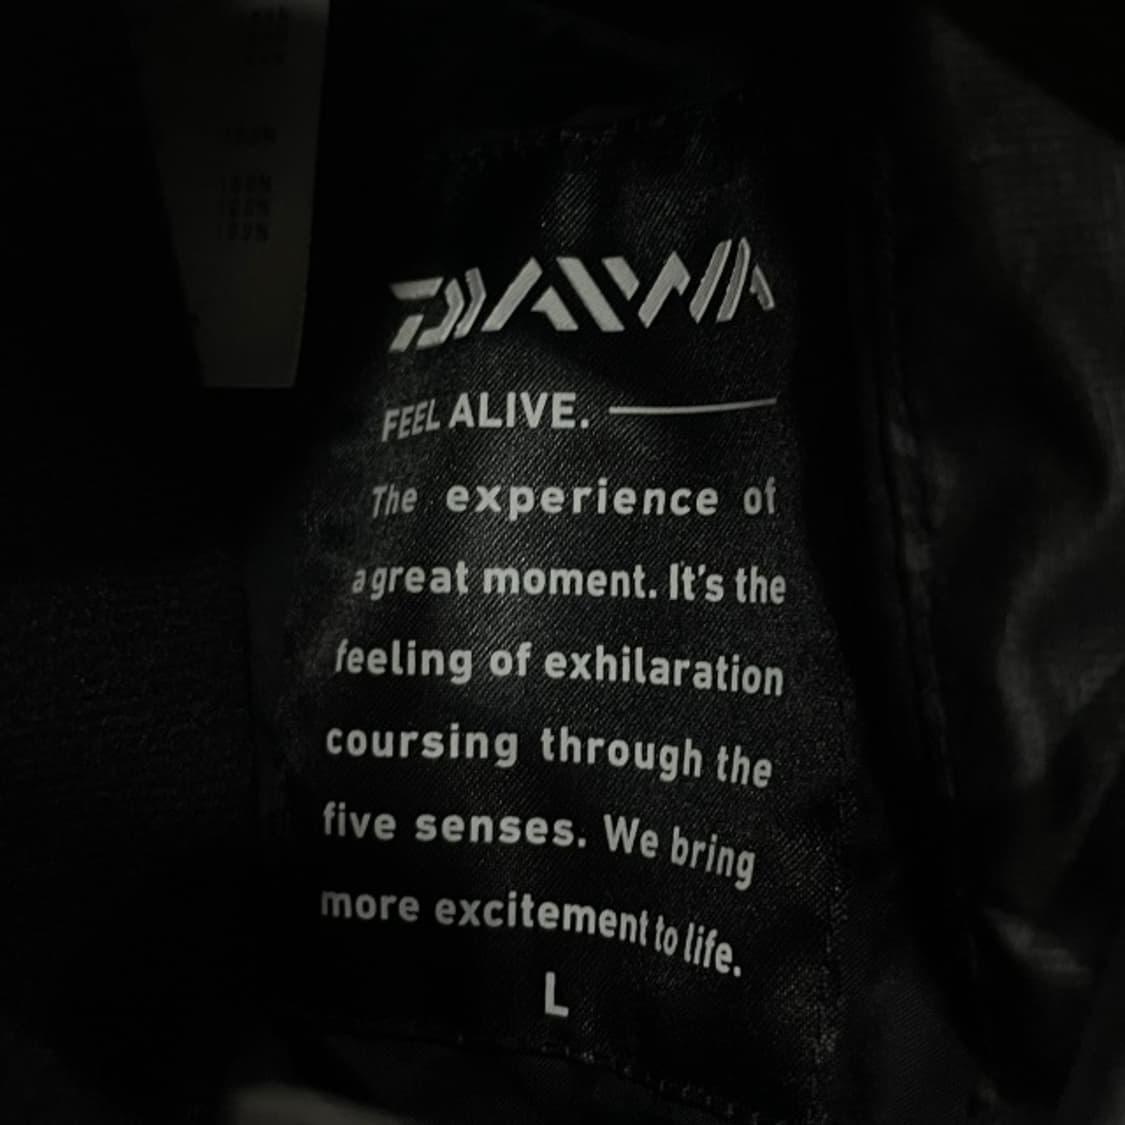 DAIWA
FEEL ALIVE.
The experience of
a great moment. It's the
feeling of exhilaration
coursing through the
five senses. We bring
more excitement to life.
L